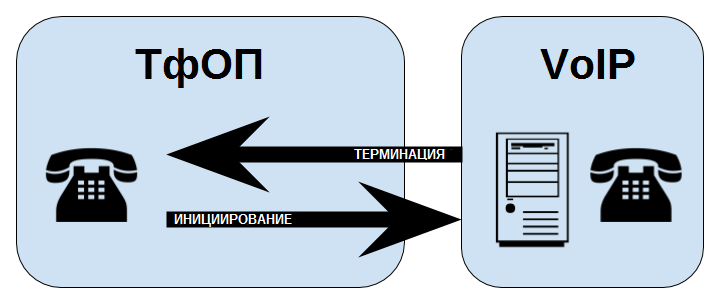 ТфОП
VoIP
ТЕРМИНАЦИЯ
ИНИЦИИРОВАНИЕ